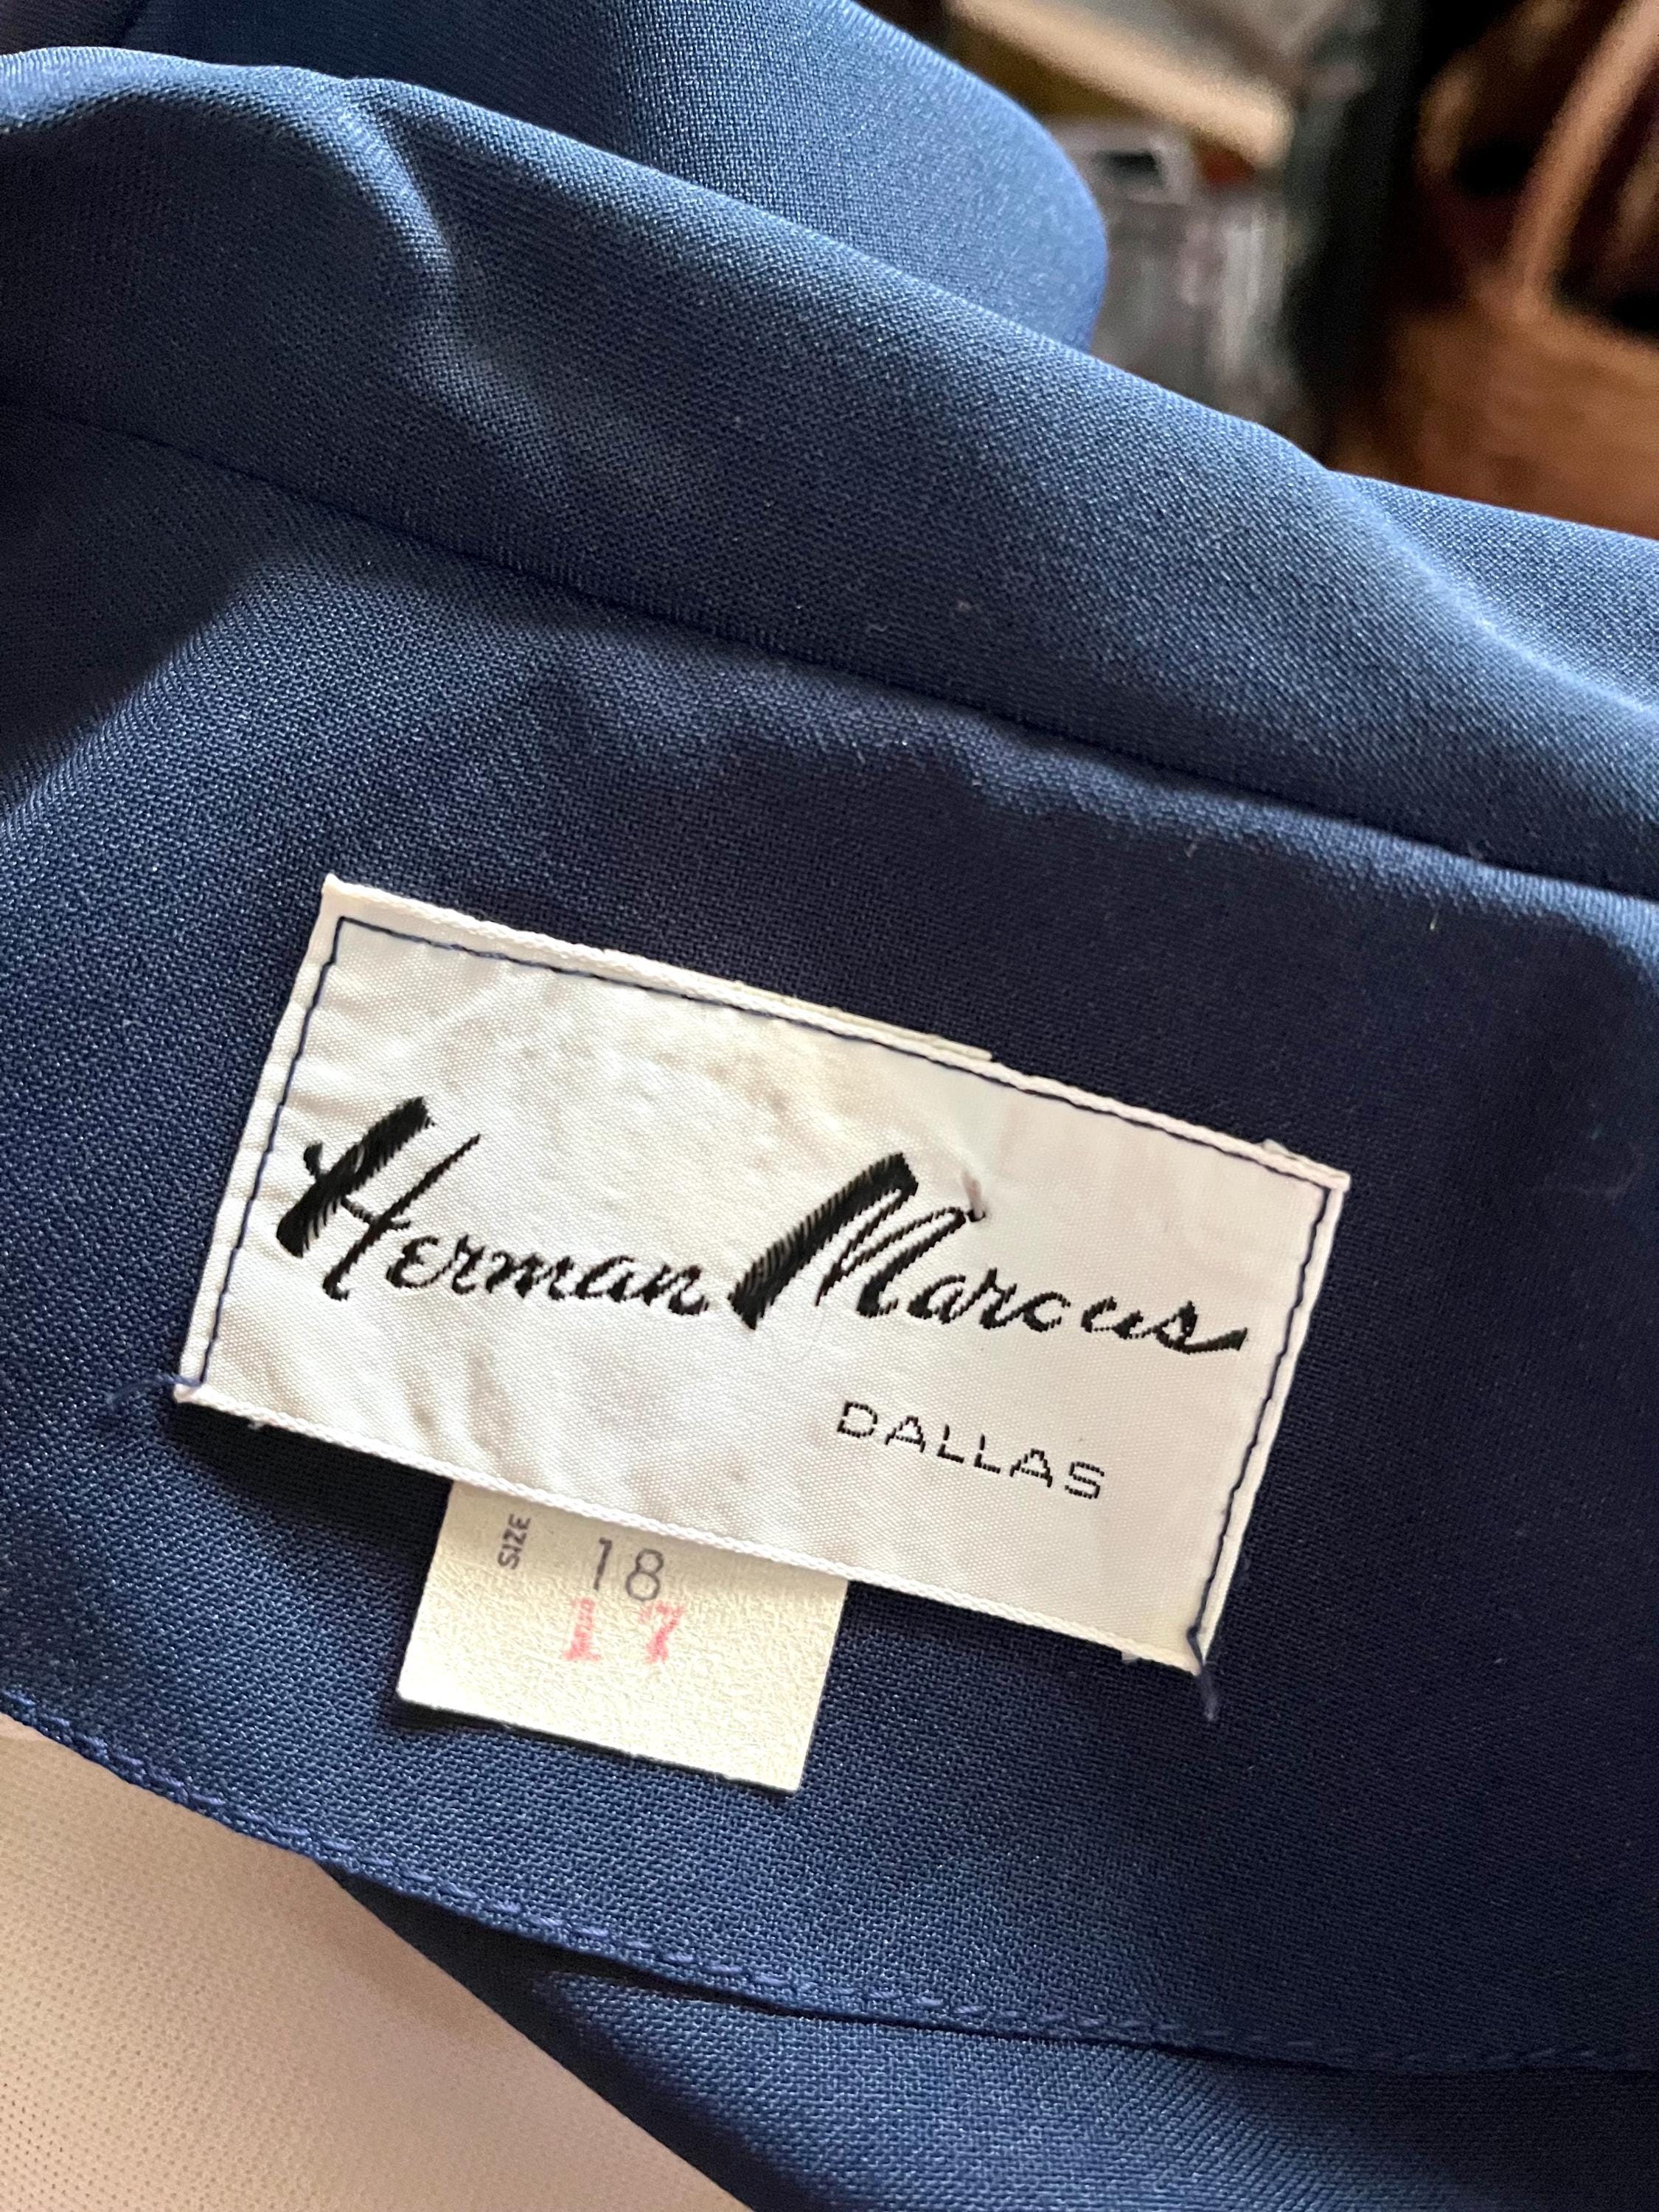 Herman Marcus
DALLAS
SIZE 18
17